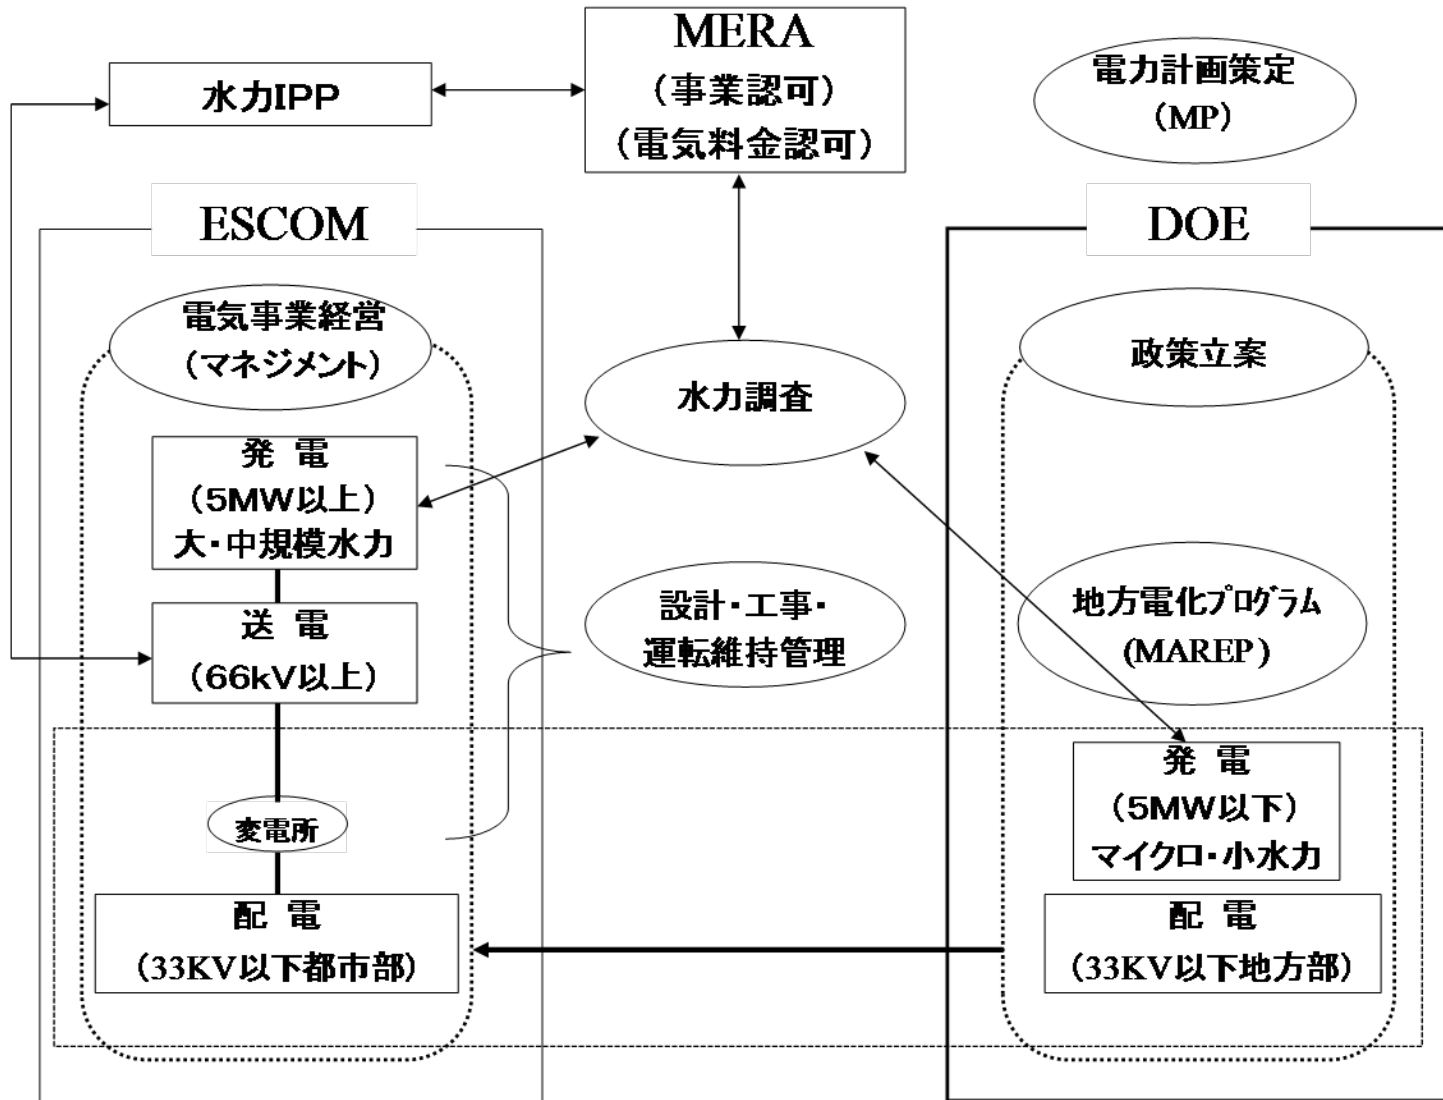 MERA
(事業認可)
(電気料金認可)
水力IPP
電力計画策定
(MP)
ESCOM
DOE
電気事業経営
(マネジメント)
政策立案
水力調査
発 電
(5MW以上)
大・中規模水力
設計・工事・
運転維持管理
地方電化プログラム
(MAREP)
送 電
(66kV以上)
発 電
(5MW以下)
マイクロ・小水力
変電所
配 電
(33KV以下都市部)
配 電
(33KV以下地方部)